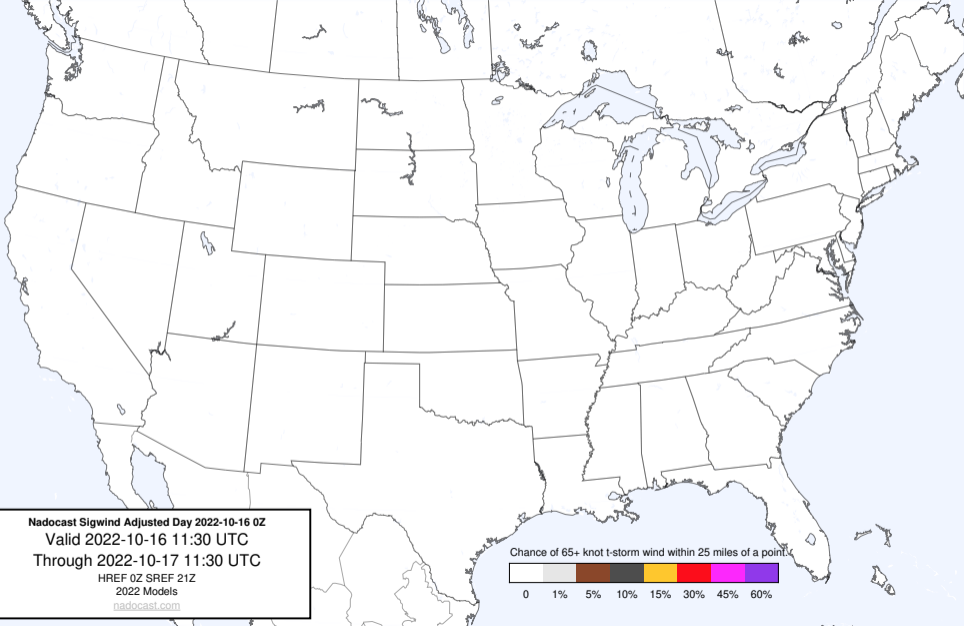 Nadocast Sigwind Adjusted Day 2022-10-16 0Z
Valid 2022-10-16 11:30 UTC
Through 2022-10-17 11:30 UTC
HREF 0Z SREF 21Z
2022 Models
nadocast.com
Chance of 65+ knot t-storm wind within 25 miles of a point.
0 1% 5% 10% 15% 30% 45% 60%